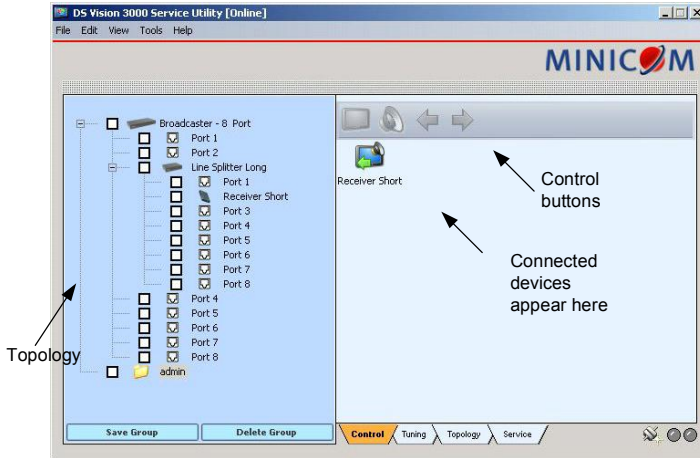 DS Vision 3000 Service Utility [Online]
File Edit View Tools Help
MINICOM
Broadcaster - 8 Port
Port 1
Port 2
Line Splitter Long
Port 1
Receiver Short
Port 3
Port 4
Port 5
Port 6
Port 7
Port 8
Port 4
Port 5
Port 6
Port 7
Port 8
admin
Save Group
Delete Group
Receiver Short
Control
buttons
Connected
devices
appear here
Topology
Control
Tuning
Topology
Service